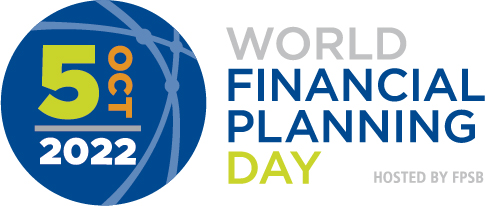 5
OCT
2022
WORLD
FINANCIAL
PLANNING
DAY
HOSTED BY FPSB